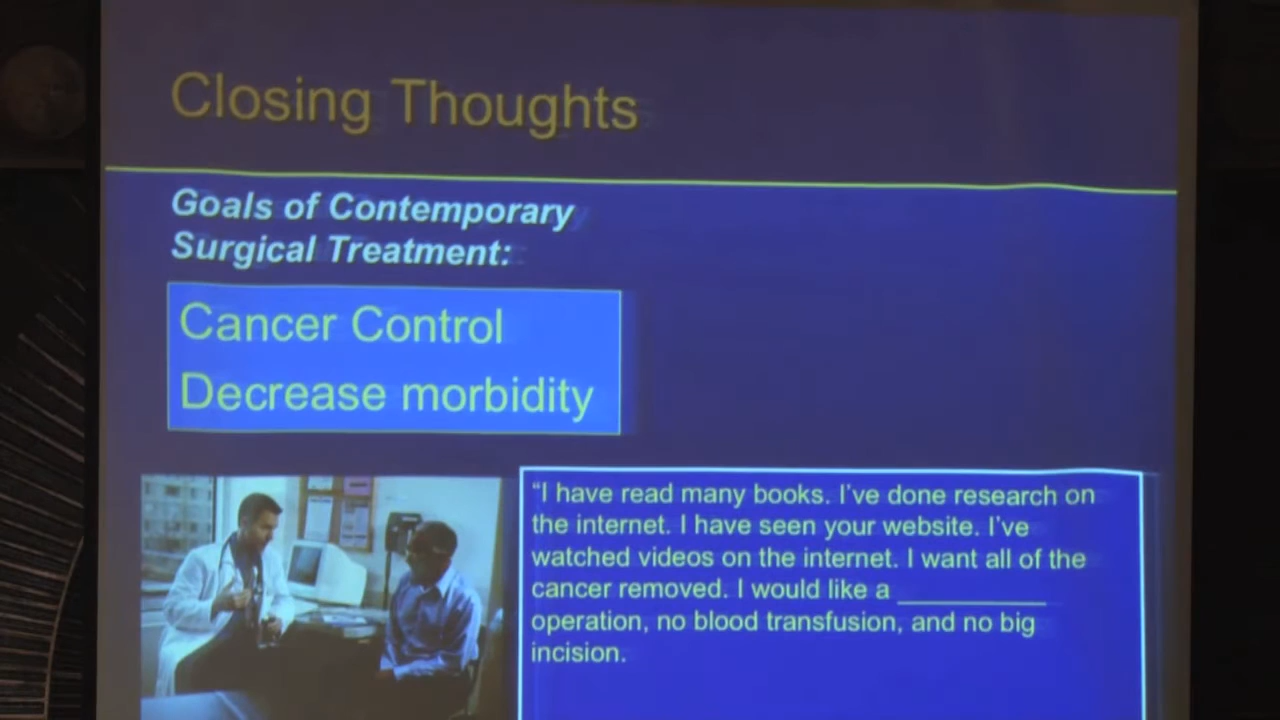 Closing Thoughts
Goals of Contemporary
Surgical Treatment:
Cancer Control
Decrease morbidity
“I have read many books. I’ve done research on
the internet. I have seen your website. I’ve
watched videos on the internet. I want all of the
cancer removed. I would like a ___________
operation, no blood transfusion, and no big
incision.